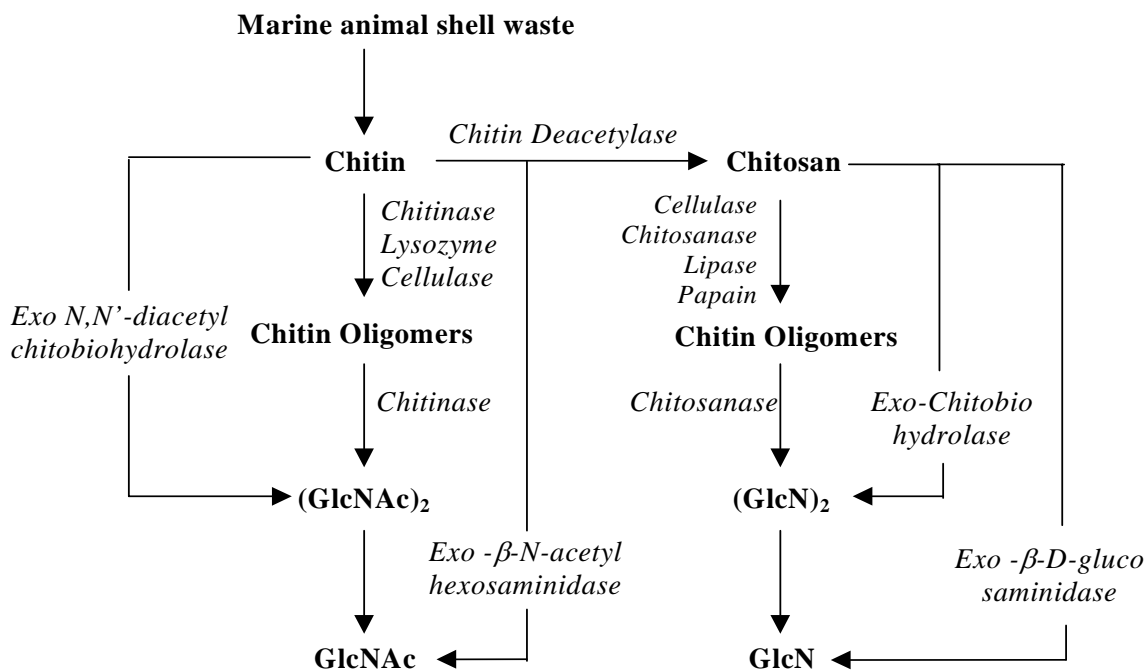 Marine animal shell waste
Chitin Deacetylase
Chitin
Chitosan
Chitinase
Lysozyme
Cellulase
Cellulase
Chitosanase
Lipase
Papain
Exo N,N’-diacetyl
chitobiohydrolase
Chitin Oligomers
Chitin Oligomers
Chitinase
Chitosanase
Exo-Chitobio
hydrolase
(GlcNAc)₂
(GlcN)₂
Exo -β-N-acetyl
hexosaminidase
Exo -β-D-gluco
saminidase
GlcNAc
GlcN